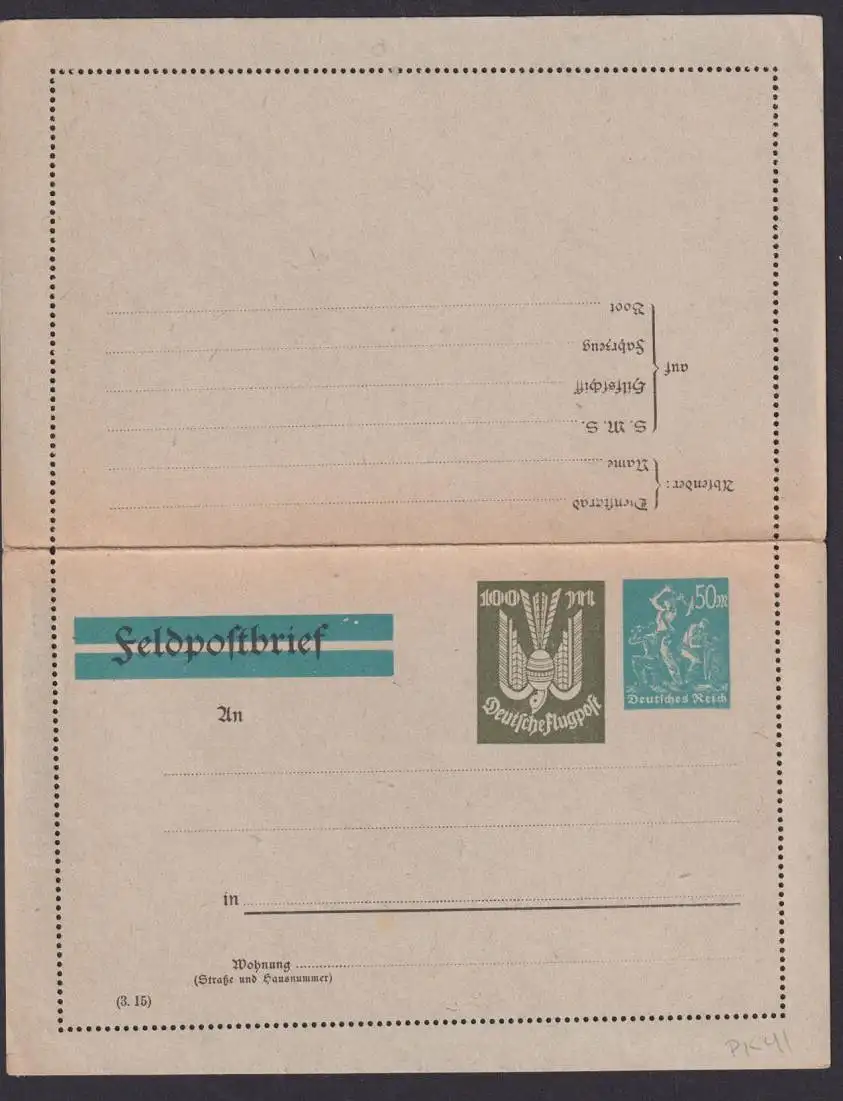 Boot
Fahrzeug
Hilfsschiff
auf
S. M. S.
Name
Absender:
Dienstgrad
100 M
50 M
Feldpostbrief
Deutsches Reich
Deutsche Flugpost
An
in
Wohnung
(Straße und Hausnummer)
(3. 15)
PK41